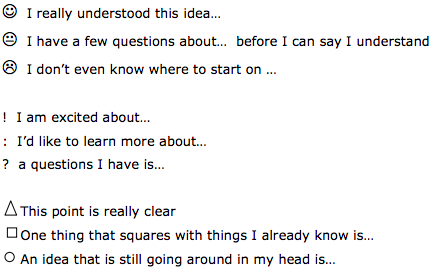 ☺ I really understood this idea…
😐 I have a few questions about… before I can say I understand
☹ I don't even know where to start on …
! I am excited about…
: I'd like to learn more about…
? a questions I have is…
△ This point is really clear
□ One thing that squares with things I already know is…
○ An idea that is still going around in my head is…